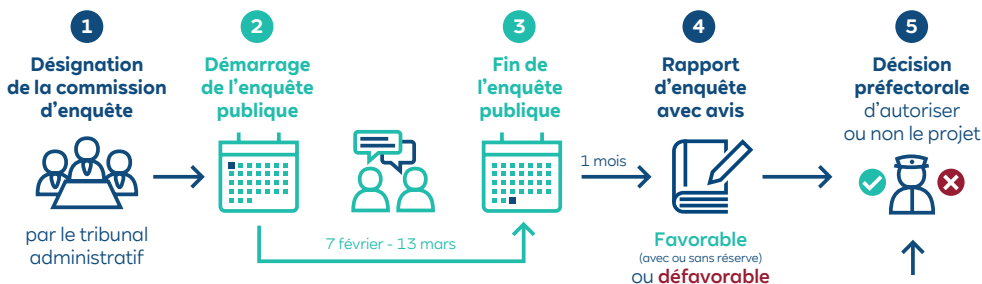 1
Désignation
de la commission
d'enquête
par le tribunal
administratif
2
Démarrage
de l'enquête
publique
7 février - 13 mars
3
Fin de
l'enquête
publique
1 mois
4
Rapport
d'enquête
avec avis
Favorable
(avec ou sans réserve)
ou défavorable
5
Décision
préfectorale
d'autoriser
ou non le projet